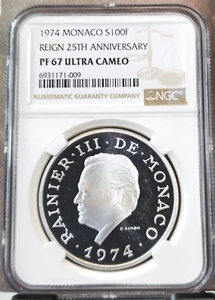 1974 MONACO S100F
REIGN 25TH ANNIVERSARY
PF 67 ULTRA CAMEO
6931171-009
NGC
NUMISMATIC GUARANTY COMPANY
RAINIER·III·DE·MONACO
G. SIMON
·1974·